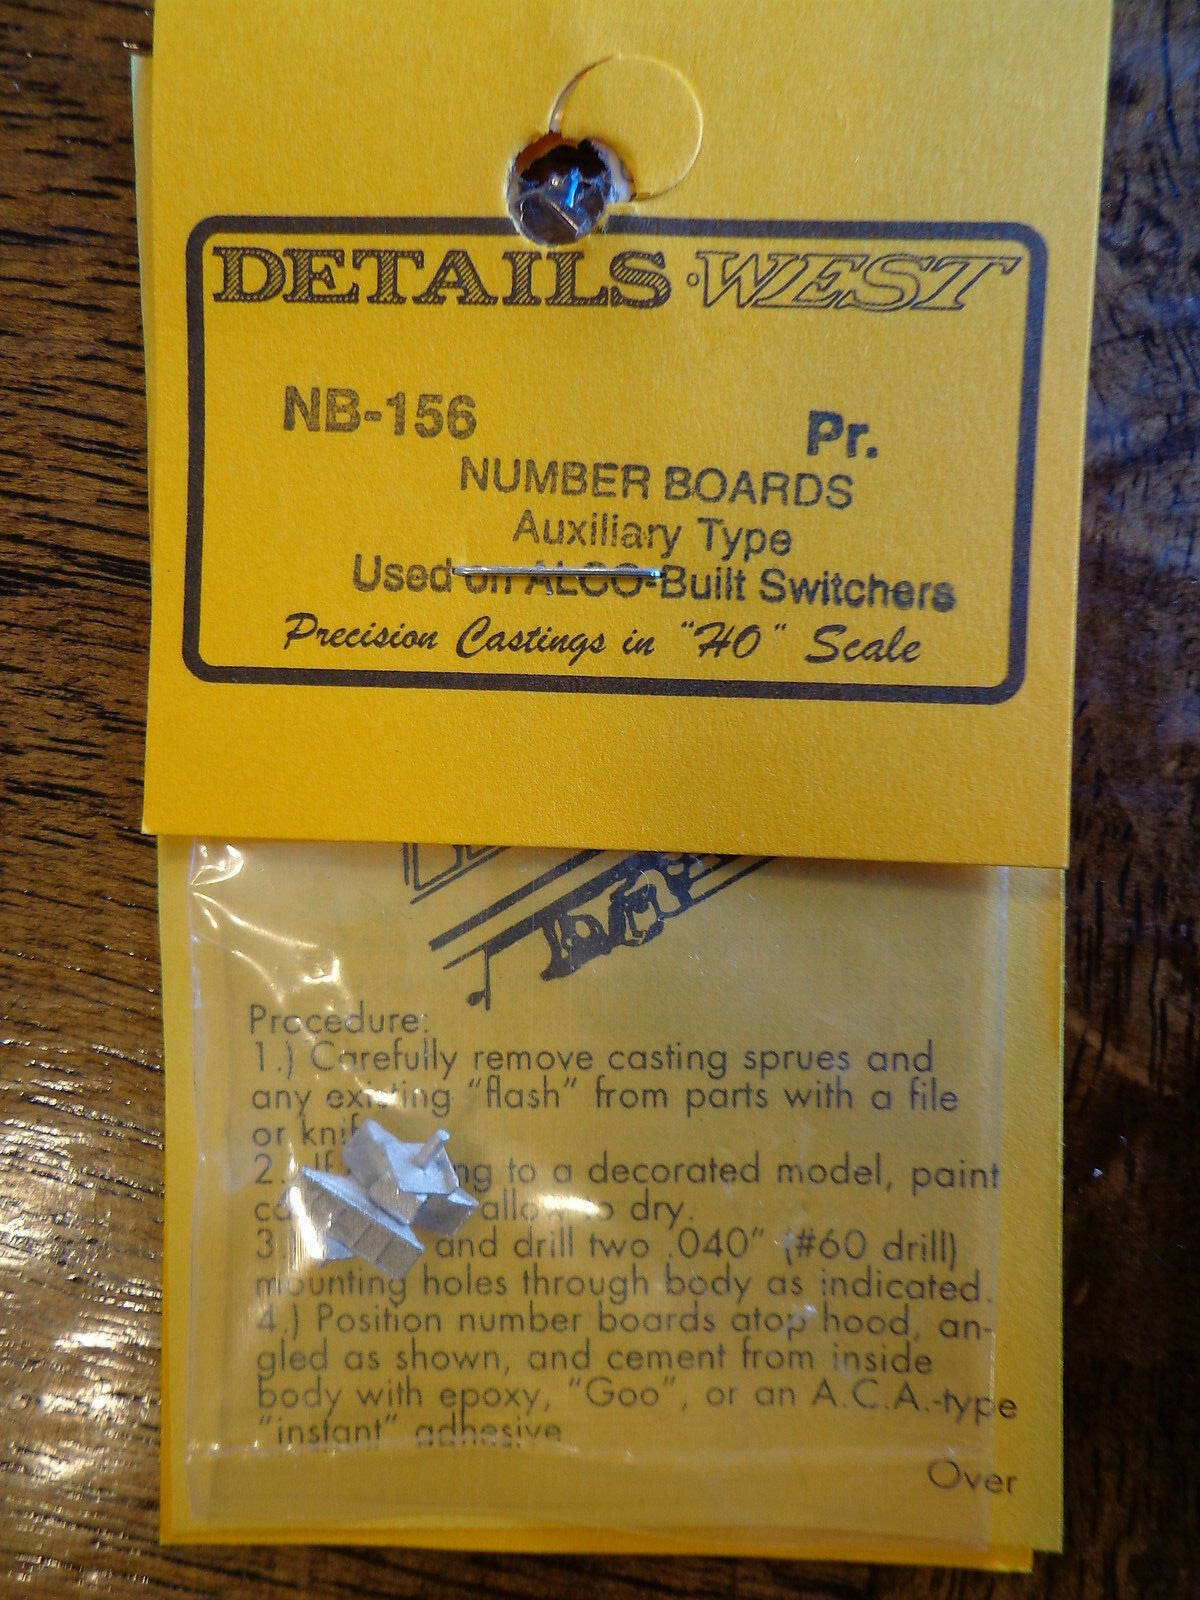 DETAILS·WEST
NB-156
Pr.
NUMBER BOARDS
Auxiliary Type
Used on ALCO-Built Switchers
Precision Castings in "HO" Scale
Procedure:
1.) Carefully remove casting sprues and
any existing "flash" from parts with a file
or
2. If to a decorated model, paint
allow to dry.
3. and drill two .040" (#60 drill)
mounting holes through body as indicated.
4.) Position number boards atop hood, an-
gled as shown, and cement from inside
body with epoxy, "Goo", or an A.C.A.-type
"instant" adhesive
Over